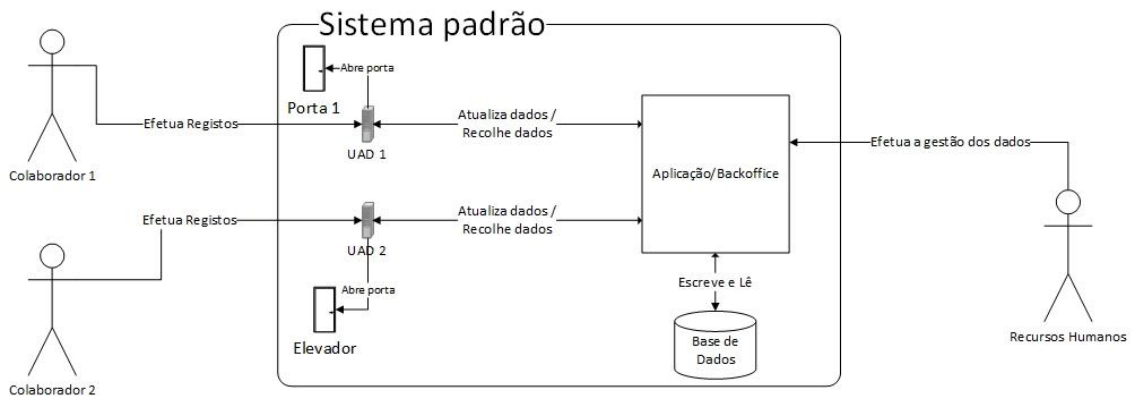 Sistema padrão
Abre porta
Porta 1
Efetua Registos
Atualiza dados /
Recolhe dados
UAD 1
Colaborador 1
Aplicação/Backoffice
Efetua a gestão dos dados
Efetua Registos
Atualiza dados /
Recolhe dados
UAD 2
Abre porta
Elevador
Escreve e Lê
Base de
Dados
Recursos Humanos
Colaborador 2